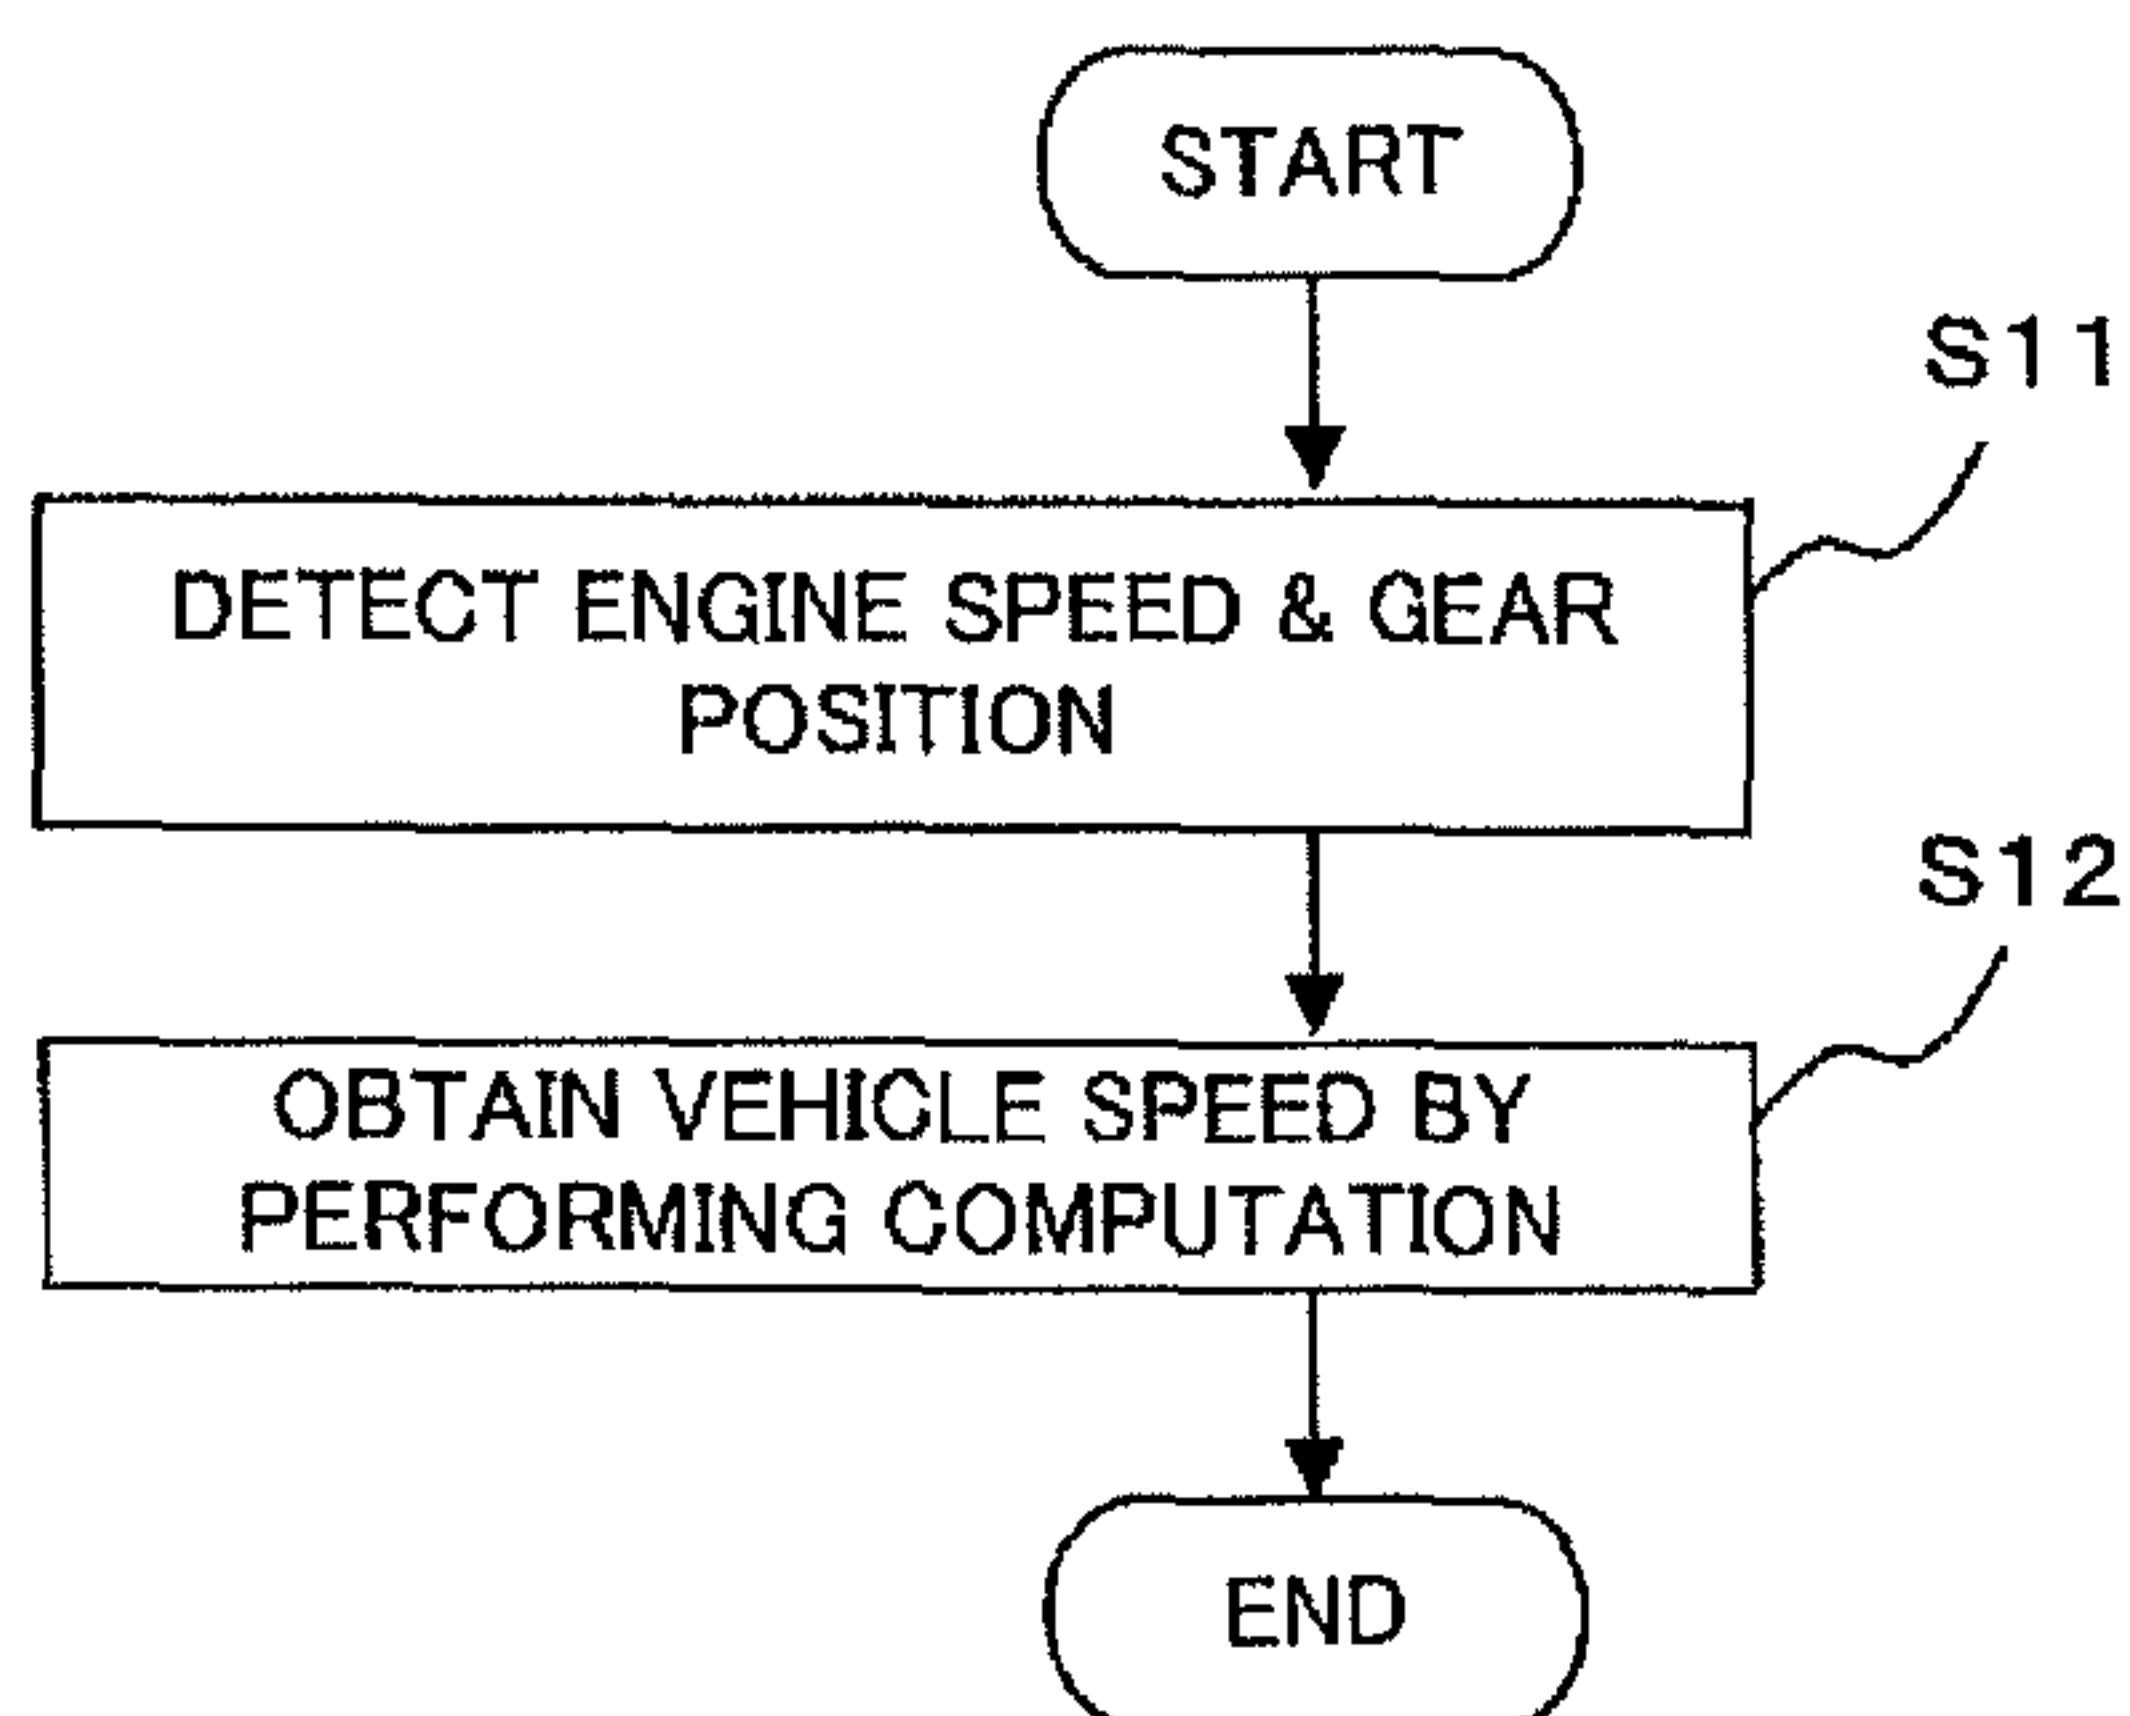 START
S11
DETECT ENGINE SPEED & GEAR
POSITION
S12
OBTAIN VEHICLE SPEED BY
PERFORMING COMPUTATION
END